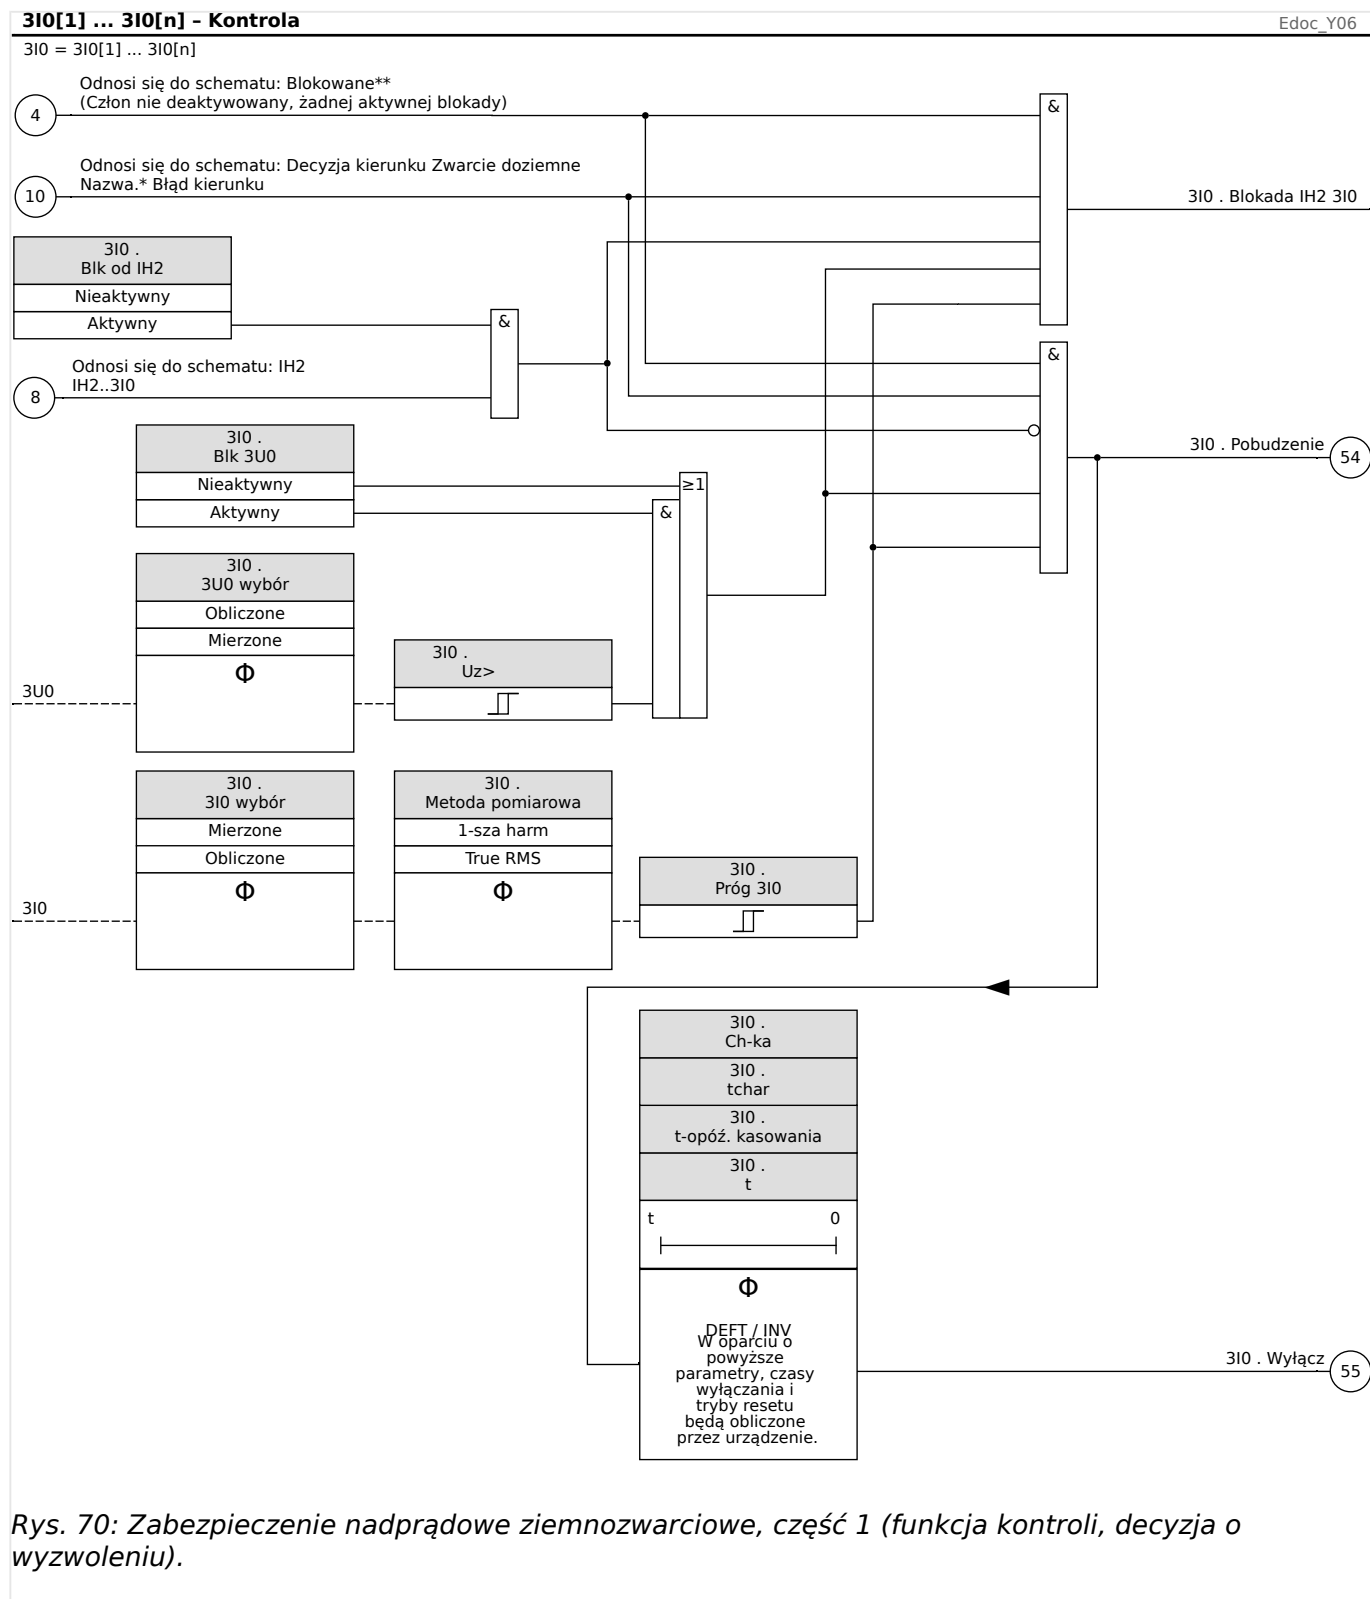 3I0[1] ... 3I0[n] – Kontrola
Edoc_Y06
3I0 = 3I0[1] ... 3I0[n]
Odnosi się do schematu: Blokowane**
(Człon nie deaktywowany, żadnej aktywnej blokady)
4
&
Odnosi się do schematu: Decyzja kierunku Zwarcie doziemne
Nazwa.* Błąd kierunku
10
3I0 . Blokada IH2 3I0
3I0 .
Blk od IH2
Nieaktywny
Aktywny
&
Odnosi się do schematu: IH2
IH2..3I0
8
&
3I0 .
Blk 3U0
Nieaktywny
Aktywny
≥1
&
3I0 . Pobudzenie
54
3I0 .
3U0 wybór
Obliczone
Mierzone
Φ
3U0
3I0 .
Uz>
3I0 .
3I0 wybór
Mierzone
Obliczone
Φ
3I0
3I0 .
Metoda pomiarowa
1-sza harm
True RMS
Φ
3I0 .
Próg 3I0
3I0 .
Ch-ka
3I0 .
tchar
3I0 .
t-opóź. kasowania
3I0 .
t
t 0
Φ
DEFT / INV
W oparciu o
powyższe
parametry, czasy
wyłączania i
tryby resetu
będą obliczone
przez urządzenie.
3I0 . Wyłącz
55
Rys. 70: Zabezpieczenie nadprądowe ziemnozwarciowe, część 1 (funkcja kontroli, decyzja o
wyzwoleniu).